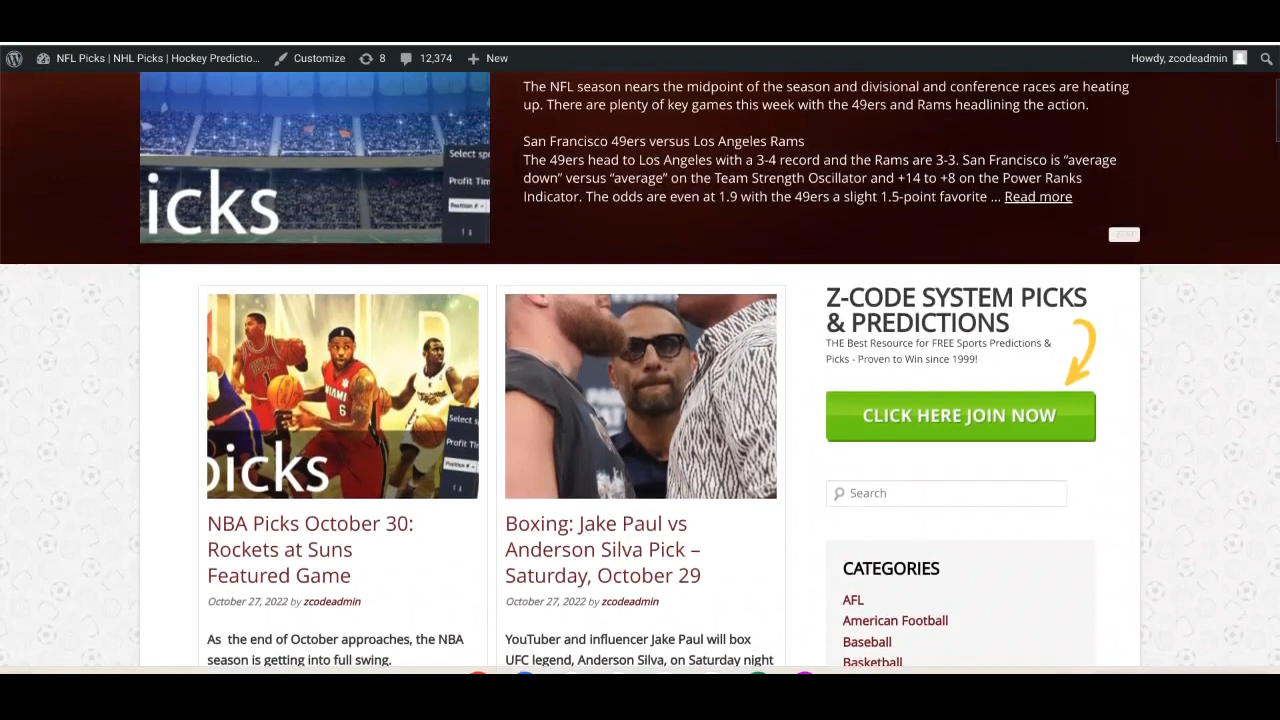 NFL Picks | NHL Picks | Hockey Predictio... Customize 8 12,374 New Howdy, zcodeadmin
The NFL season nears the midpoint of the season and divisional and conference races are heating
up. There are plenty of key games this week with the 49ers and Rams headlining the action.
San Francisco 49ers versus Los Angeles Rams
The 49ers head to Los Angeles with a 3-4 record and the Rams are 3-3. San Francisco is “average
down” versus “average” on the Team Strength Oscillator and +14 to +8 on the Power Ranks
Indicator. The odds are even at 1.9 with the 49ers a slight 1.5-point favorite ... Read more
Select sp
Profit Tim
Position #
icks
MIAMI
6
Select s
Profit Ti
Position #
picks
NBA Picks October 30:
Rockets at Suns
Featured Game
October 27, 2022 by zcodeadmin
As the end of October approaches, the NBA
season is getting into full swing.
Boxing: Jake Paul vs
Anderson Silva Pick –
Saturday, October 29
October 27, 2022 by zcodeadmin
YouTuber and influencer Jake Paul will box
UFC legend, Anderson Silva, on Saturday night
Z-CODE SYSTEM PICKS
& PREDICTIONS
THE Best Resource for FREE Sports Predictions &
Picks - Proven to Win since 1999!
CLICK HERE JOIN NOW
Search
CATEGORIES
AFL
American Football
Baseball
Basketball